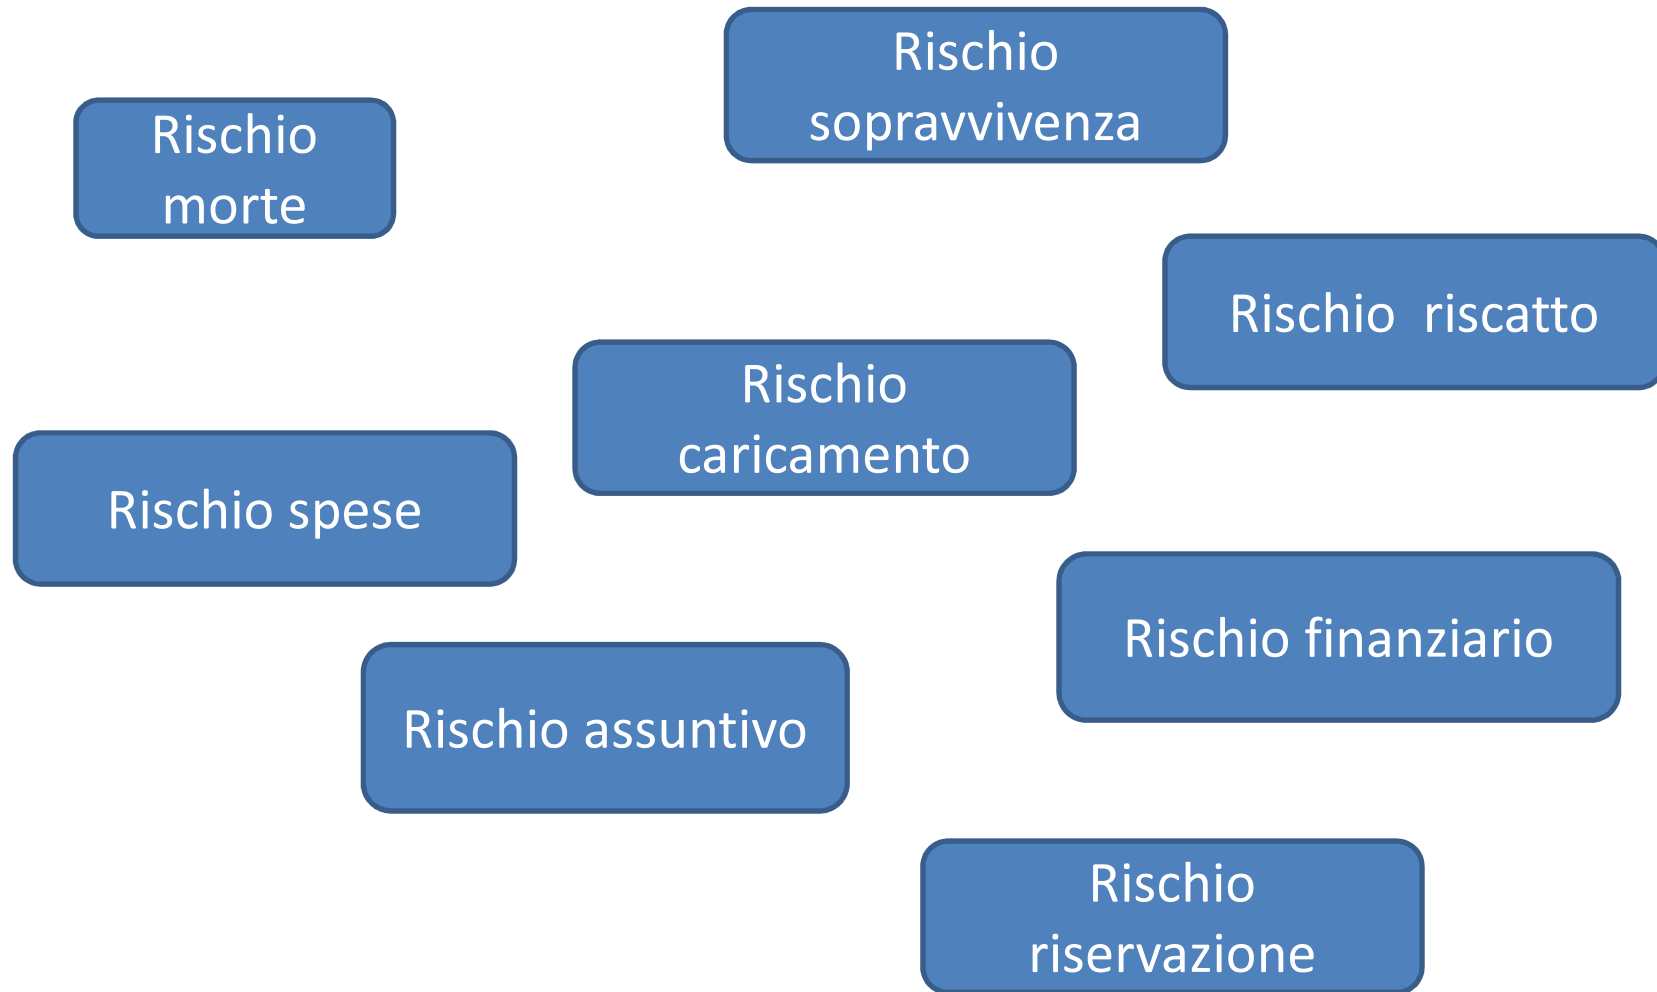 Rischio
sopravvivenza
Rischio
morte
Rischio  riscatto
Rischio
caricamento
Rischio spese
Rischio finanziario
Rischio assuntivo
Rischio
riservazione